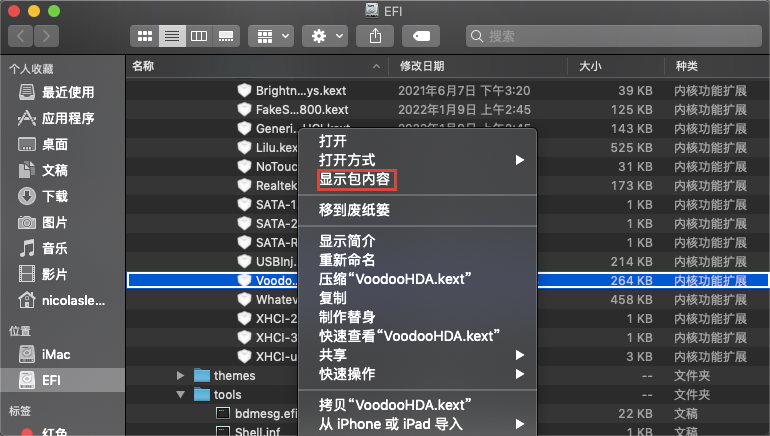 EFI
搜索
个人收藏
最近使用
应用程序
桌面
文稿
下载
图片
音乐
影片
nicolasle...
位置
iMac
EFI
标签
红色
名称 修改日期 大小 种类
Brightn...ys.kext 2021年6月7日 下午3:20 39 KB 内核功能扩展
FakeS...800.kext 2022年1月9日 下午2:45 125 KB 内核功能扩展
Generi... 143 KB 内核功能扩展
Lilu.kex 525 KB 内核功能扩展
NoTouc 31 KB 内核功能扩展
Realtek 173 KB 内核功能扩展
SATA-1 1 KB 内核功能扩展
SATA-2 1 KB 内核功能扩展
SATA-R 1 KB 内核功能扩展
USBInj. 214 KB 内核功能扩展
Voodo.. 264 KB 内核功能扩展
Whatev 458 KB 内核功能扩展
XHCI-2 1 KB 内核功能扩展
XHCI-3 1 KB 内核功能扩展
XHCI-u 3 KB 内核功能扩展
themes -- 文件夹
tools -- 文件夹
bdmesg.efi 22 KB 文稿
Shell.inf 文稿
打开
打开方式
显示包内容
移到废纸篓
显示简介
重新命名
压缩“VoodooHDA.kext”
复制
制作替身
快速查看“VoodooHDA.kext”
共享
快速操作
拷贝“VoodooHDA.kext”
从 iPhone 或 iPad 导入